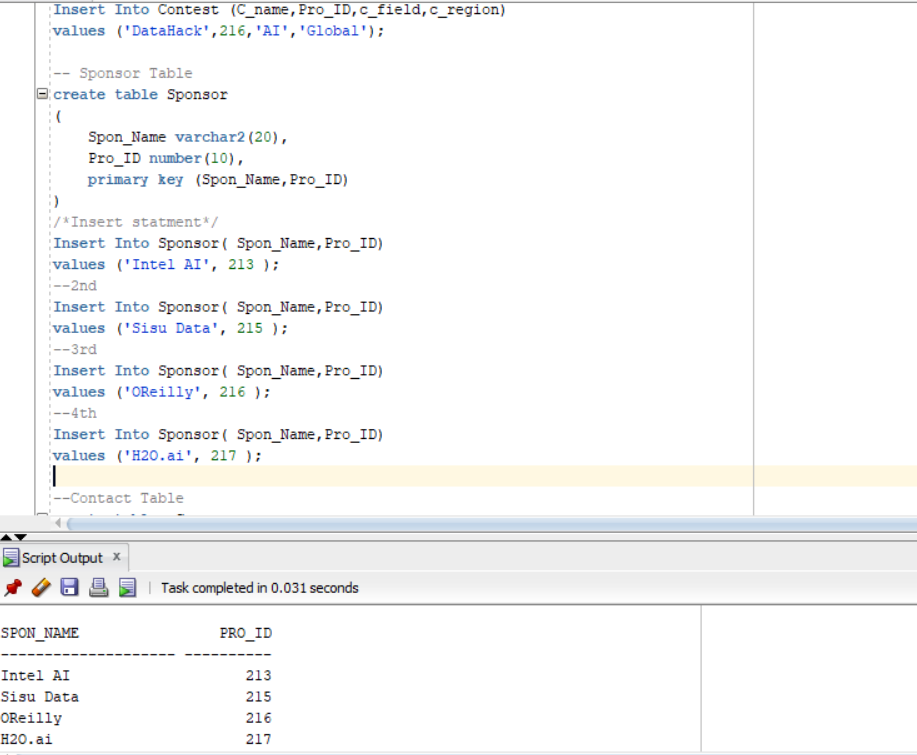 Insert Into Contest (C_name,Pro_ID,c_field,c_region)
values ('DataHack',216,'AI','Global');
-- Sponsor Table
create table Sponsor
(
Spon_Name varchar2(20),
Pro_ID number(10),
primary key (Spon_Name,Pro_ID)
)
/*Insert statment*/
Insert Into Sponsor( Spon_Name,Pro_ID)
values ('Intel AI', 213 );
--2nd
Insert Into Sponsor( Spon_Name,Pro_ID)
values ('Sisu Data', 215 );
--3rd
Insert Into Sponsor( Spon_Name,Pro_ID)
values ('OReilly', 216 );
--4th
Insert Into Sponsor( Spon_Name,Pro_ID)
values ('H2O.ai', 217 );
--Contact Table
Script Output x
Task completed in 0.031 seconds
SPON_NAME PRO_ID
-------------------- ----------
Intel AI 213
Sisu Data 215
OReilly 216
H2O.ai 217